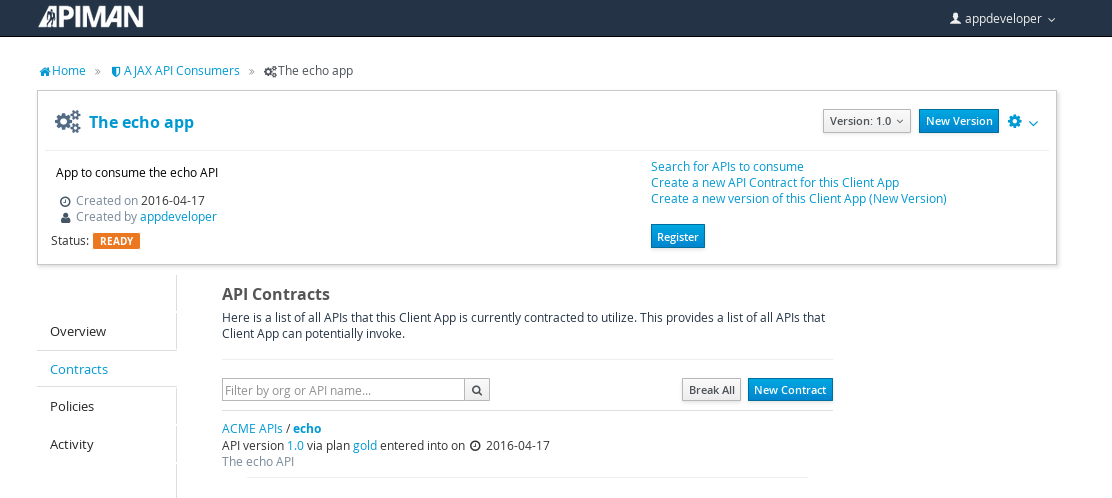 APIMAN
appdeveloper
Home » AJAX API Consumers » The echo app
The echo app
Version: 1.0
New Version
App to consume the echo API
Created on 2016-04-17
Created by appdeveloper
Status: READY
Search for APIs to consume
Create a new API Contract for this Client App
Create a new version of this Client App (New Version)
Register
Overview
Contracts
Policies
Activity
API Contracts
Here is a list of all APIs that this Client App is currently contracted to utilize. This provides a list of all APIs that
Client App can potentially invoke.
Filter by org or API name...
Break All
New Contract
ACME APIs / echo
API version 1.0 via plan gold entered into on 2016-04-17
The echo API